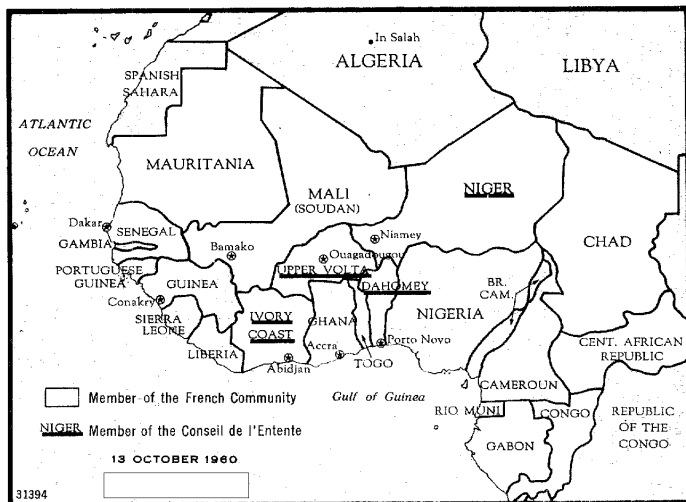 In Salah
ALGERIA
LIBYA
SPANISH
SAHARA
ATLANTIC
OCEAN
MAURITANIA
MALI
(SOUDAN)
NIGER
CHAD
Dakar
SENEGAL
GAMBIA
Bamako
Niamey
Ouagadougou
UPPER VOLTA
PORTUGUESE
GUINEA
GUINEA
DAHOMEY
BR.
CAM.
Conakry
SIERRA
LEONE
IVORY
COAST
GHANA
NIGERIA
LIBERIA
Abidjan
Accra
Porto Novo
TOGO
CENT. AFRICAN
REPUBLIC
CAMEROUN
Gulf of Guinea
RIO MUNI
CONGO
GABON
REPUBLIC
OF THE
CONGO
Member of the French Community
NIGER Member of the Conseil de l'Entente
13 OCTOBER 1960
31394